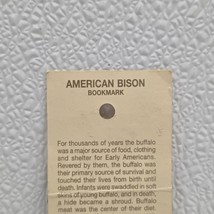 AMERICAN BISON
BOOKMARK
For thousands of years the buffalo
was a major source of food, clothing
and shelter for Early Americans.
Revered by them, the buffalo was
their primary source of survival and
touched their lives from birth until
death. Infants were swaddled in soft
skins of young buffalo, and in death,
a hide became a shroud. Buffalo
meat was the center of their diet.